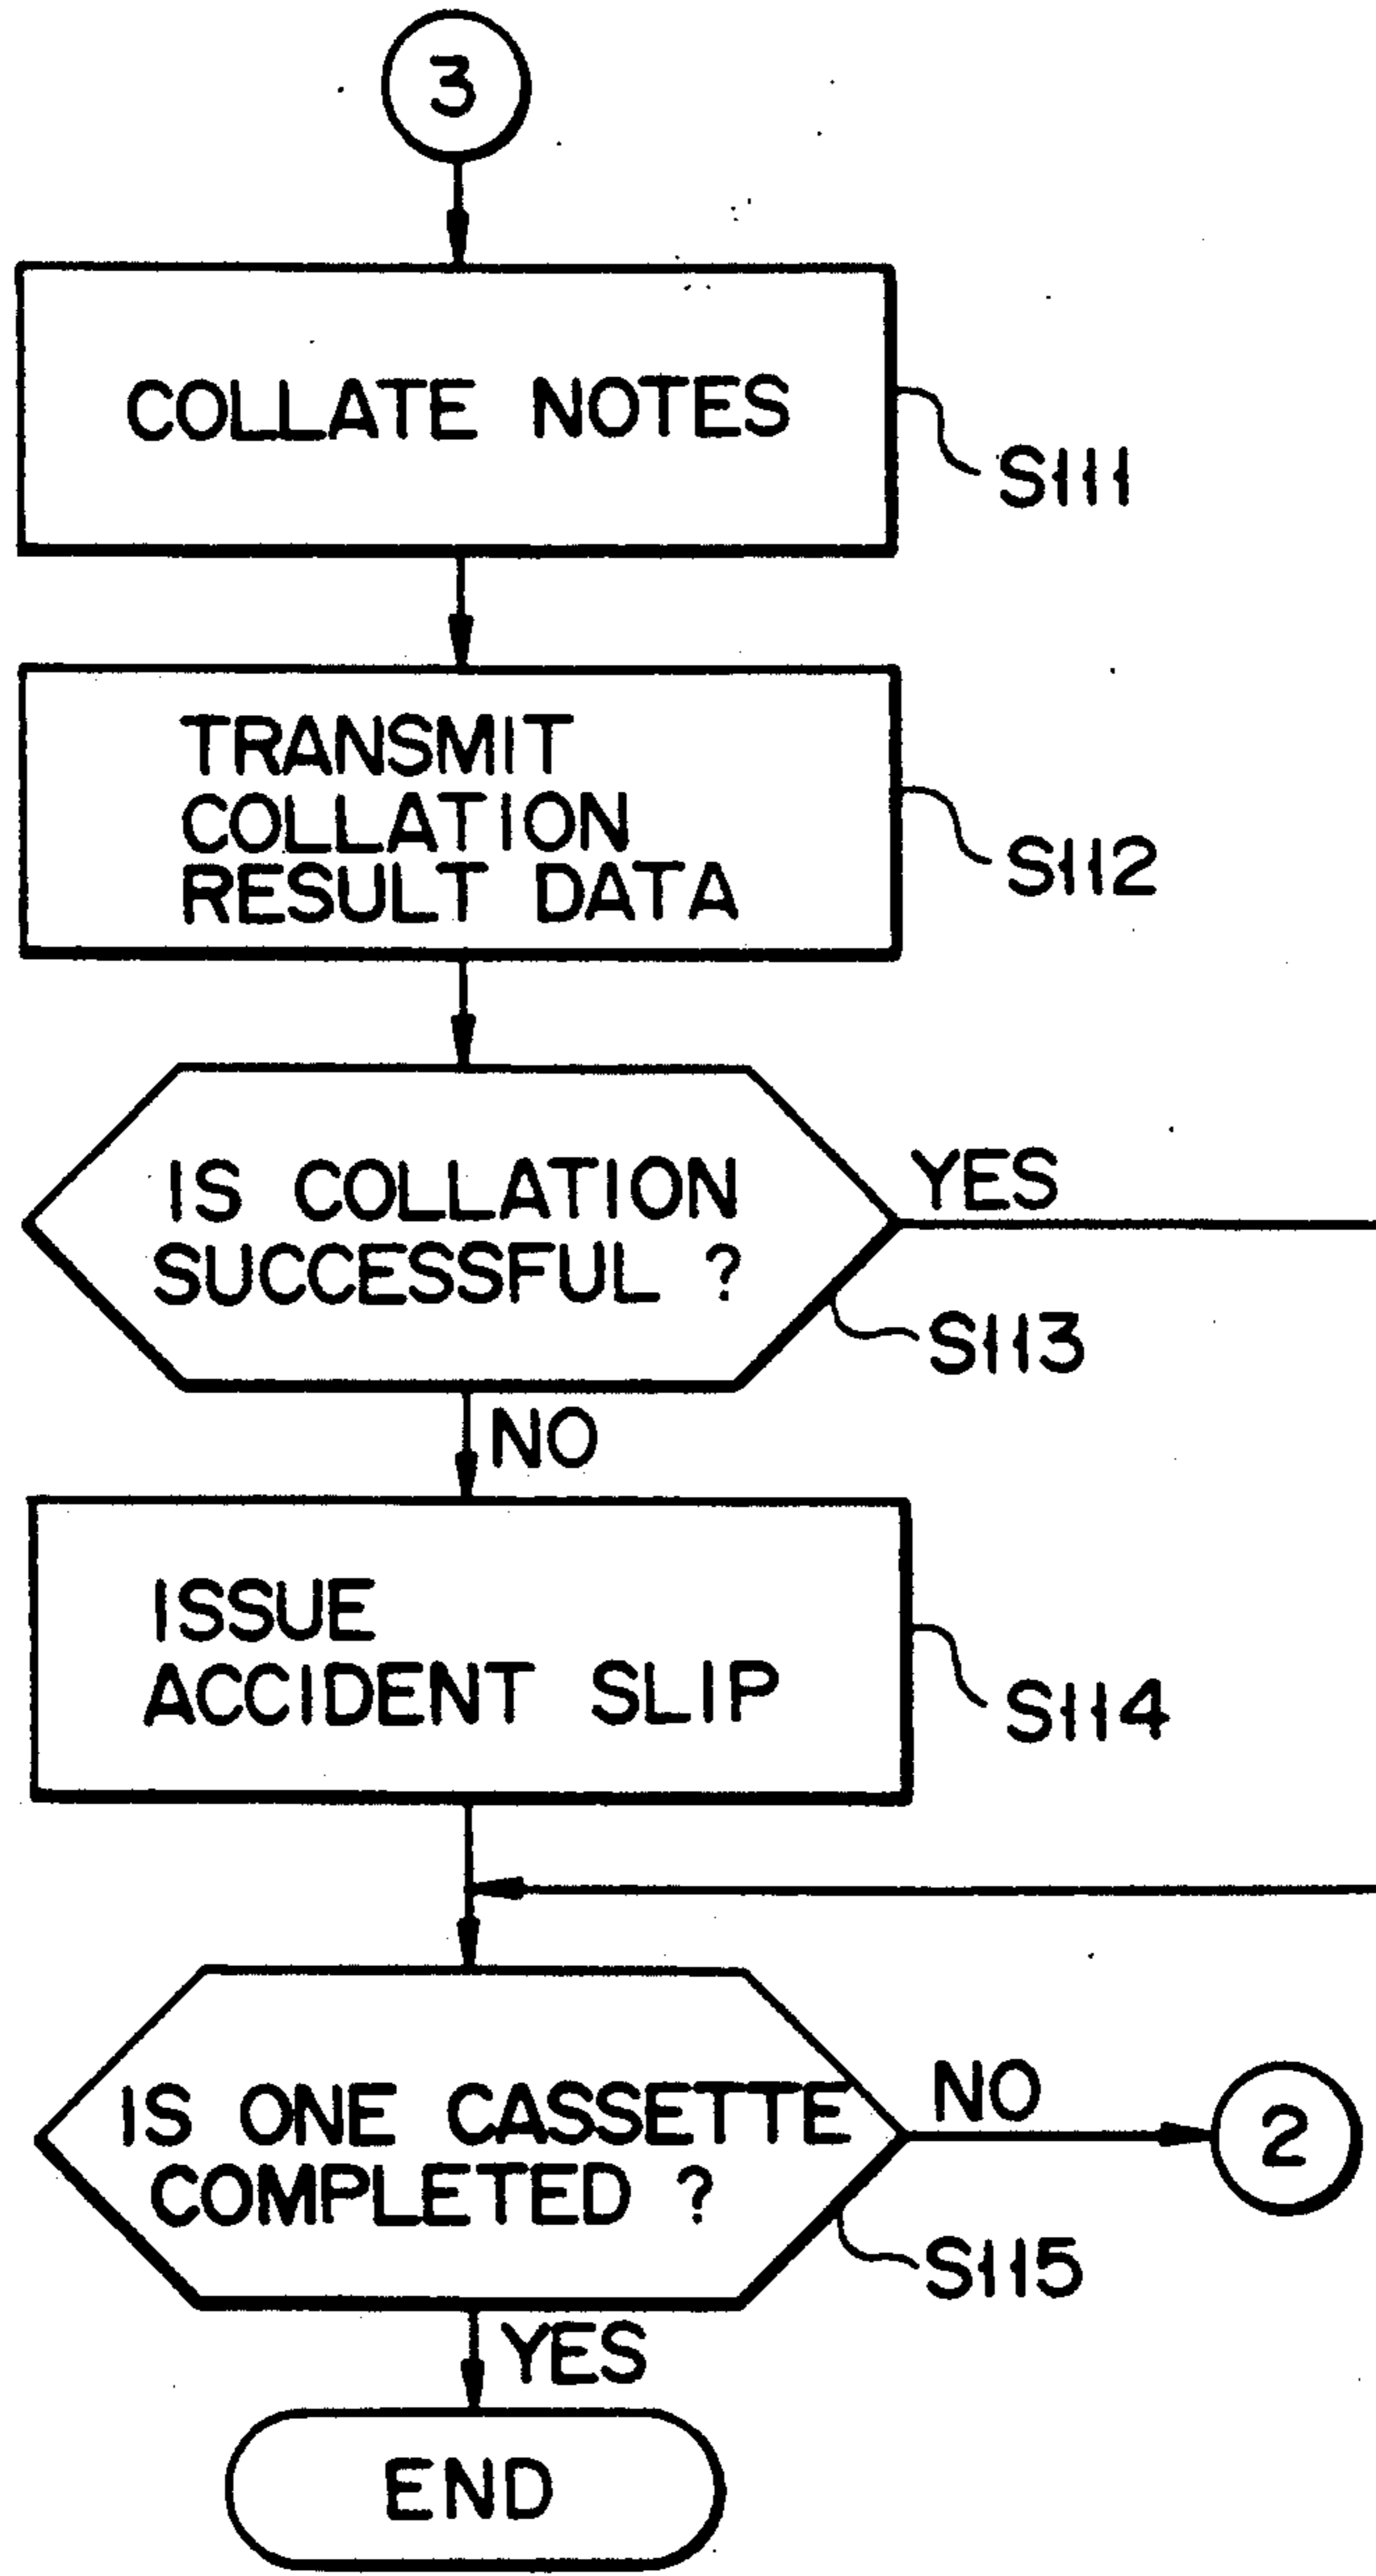 3
COLLATE NOTES
S111
TRANSMIT
COLLATION
RESULT DATA
S112
IS COLLATION
SUCCESSFUL ?
YES
S113
NO
ISSUE
ACCIDENT SLIP
S114
IS ONE CASSETTE
COMPLETED ?
NO
2
S115
YES
END